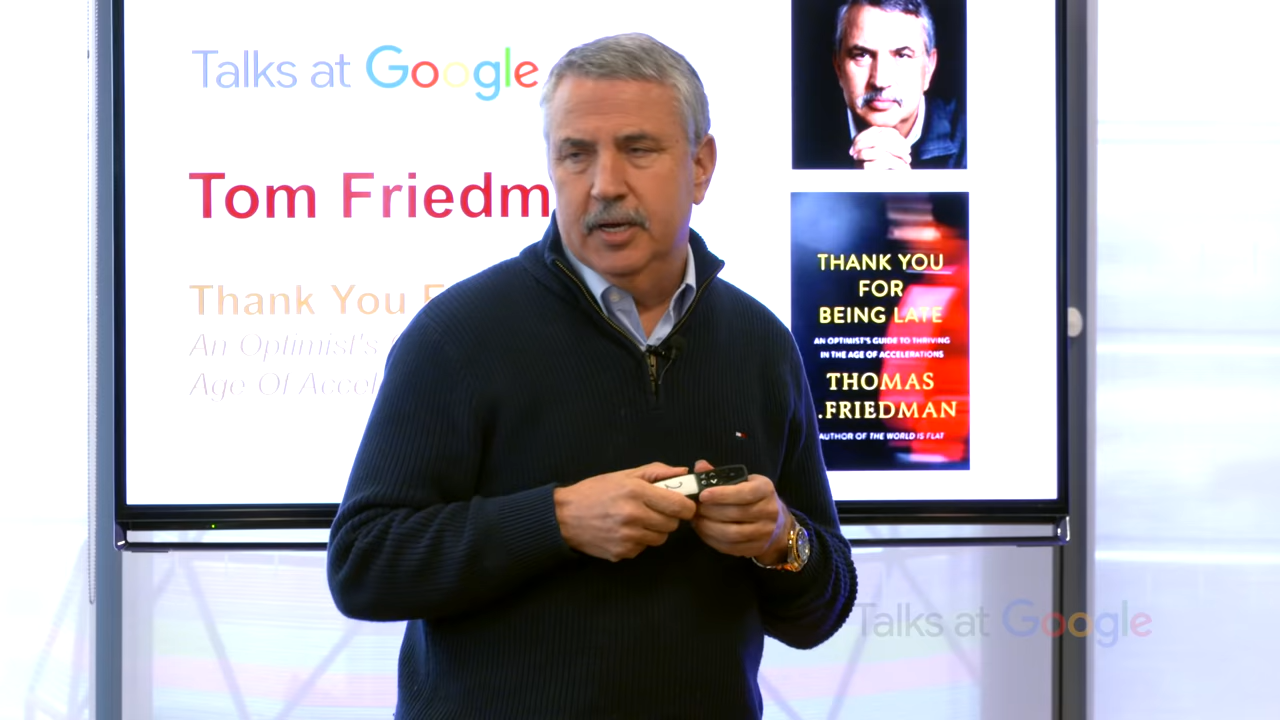 Talks at Google
Tom Friedm
Thank You F
An Optimist's
Age Of Accel
THANK YOU
FOR
BEING LATE
AN OPTIMIST'S GUIDE TO THRIVING
IN THE AGE OF ACCELERATIONS
THOMAS
.FRIEDMAN
AUTHOR OF THE WORLD IS FLAT
Talks at Google